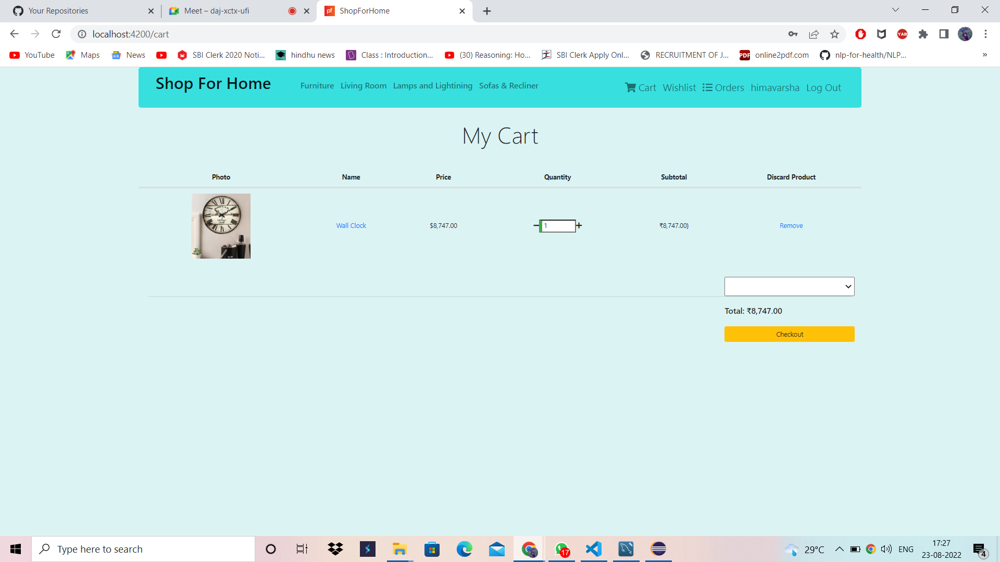 Your Repositories
Meet – daj-xctx-ufi
ShopForHome
localhost:4200/cart
YAB
YouTube
Maps
News
SBI Clerk 2020 Noti...
hindhu news
Class : Introduction...
(30) Reasoning: Ho...
SBI Clerk Apply Onl...
RECRUITMENT OF J...
PDF
online2pdf.com
nlp-for-health/NLP...
»
Shop For Home
Furniture
Living Room
Lamps and Lightining
Sofas & Recliner
Cart
Wishlist
Orders
himavarsha
Log Out
My Cart
Photo
Name
Price
Quantity
Subtotal
Discard Product
Wall Clock
$8,747.00
1
₹8,747.00}
Remove
Total: ₹8,747.00
Checkout
Type here to search
17
29°C
ENG
17:27
23-08-2022
4